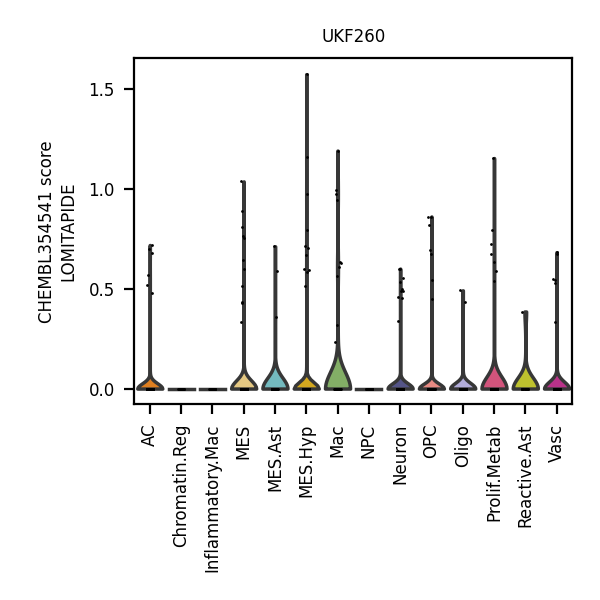 UKF260
CHEMBL354541 score
LOMITAPIDE
1.5
1.0
0.5
0.0
AC
Chromatin.Reg
Inflammatory.Mac
MES
MES.Ast
MES.Hyp
Mac
NPC
Neuron
OPC
Oligo
Prolif.Metab
Reactive.Ast
Vasc